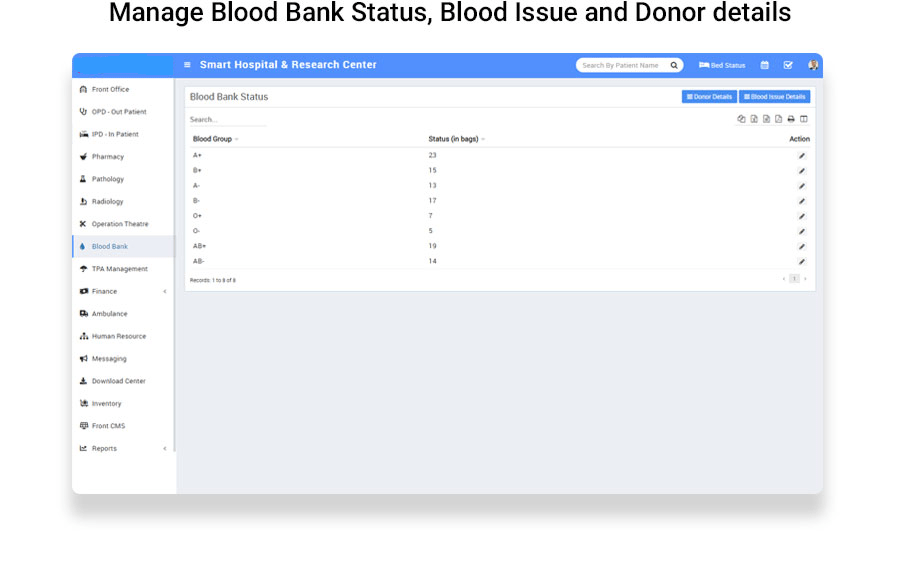 Manage Blood Bank Status, Blood Issue and Donor details
Smart Hospital & Research Center
Search By Patient Name
Bed Status
Front Office
OPD - Out Patient
IPD - In Patient
Pharmacy
Pathology
Radiology
Operation Theatre
Blood Bank
TPA Management
Finance
Ambulance
Human Resource
Messaging
Download Center
Inventory
Front CMS
Reports
Blood Bank Status
Donor Details
Blood Issue Details
Search...
Blood Group Status (in bags) Action
A+ 23
B+ 15
A- 13
B- 17
O+ 7
O- 5
AB+ 19
AB- 14
Records: 1 to 8 of 8
‹ 1 ›